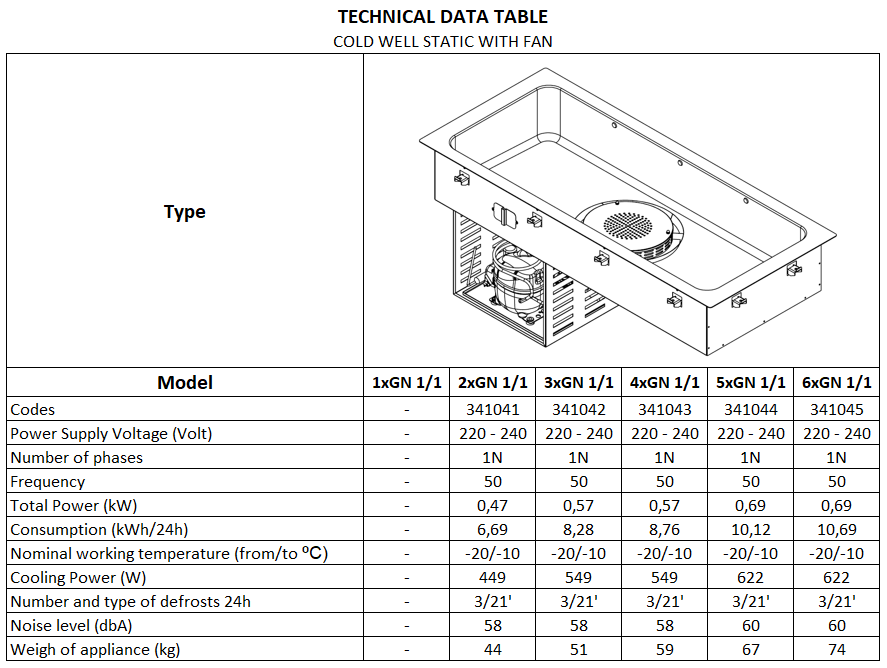 TECHNICAL DATA TABLE
COLD WELL STATIC WITH FAN
Type
Model 1xGN 1/1 2xGN 1/1 3xGN 1/1 4xGN 1/1 5xGN 1/1 6xGN 1/1
Codes - 341041 341042 341043 341044 341045
Power Supply Voltage (Volt) - 220 - 240 220 - 240 220 - 240 220 - 240 220 - 240
Number of phases - 1N 1N 1N 1N 1N
Frequency - 50 50 50 50 50
Total Power (kW) - 0,47 0,57 0,57 0,69 0,69
Consumption (kWh/24h) - 6,69 8,28 8,76 10,12 10,69
Nominal working temperature (from/to ºC) - -20/-10 -20/-10 -20/-10 -20/-10 -20/-10
Cooling Power (W) - 449 549 549 622 622
Number and type of defrosts 24h - 3/21' 3/21' 3/21' 3/21' 3/21'
Noise level (dbA) - 58 58 58 60 60
Weigh of appliance (kg) - 44 51 59 67 74